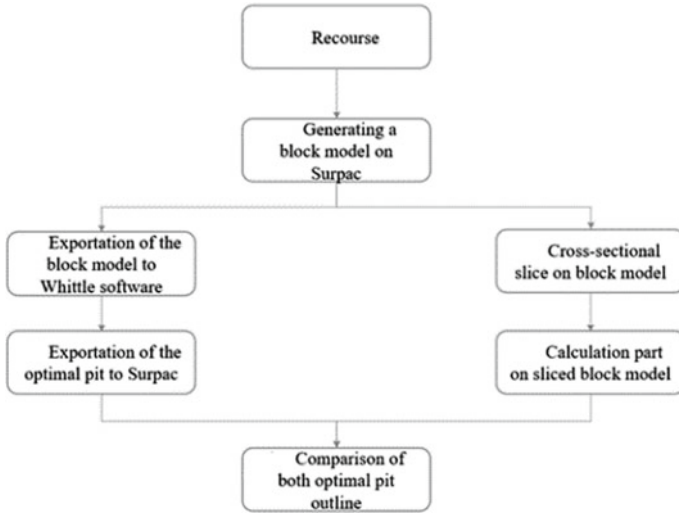 Recourse
Generating a
block model on
Surpac
Exportation of the
block model to
Whittle software
Cross-sectional
slice on block model
Exportation of the
optimal pit to Surpac
Calculation part
on sliced block model
Comparison of
both optimal pit
outline